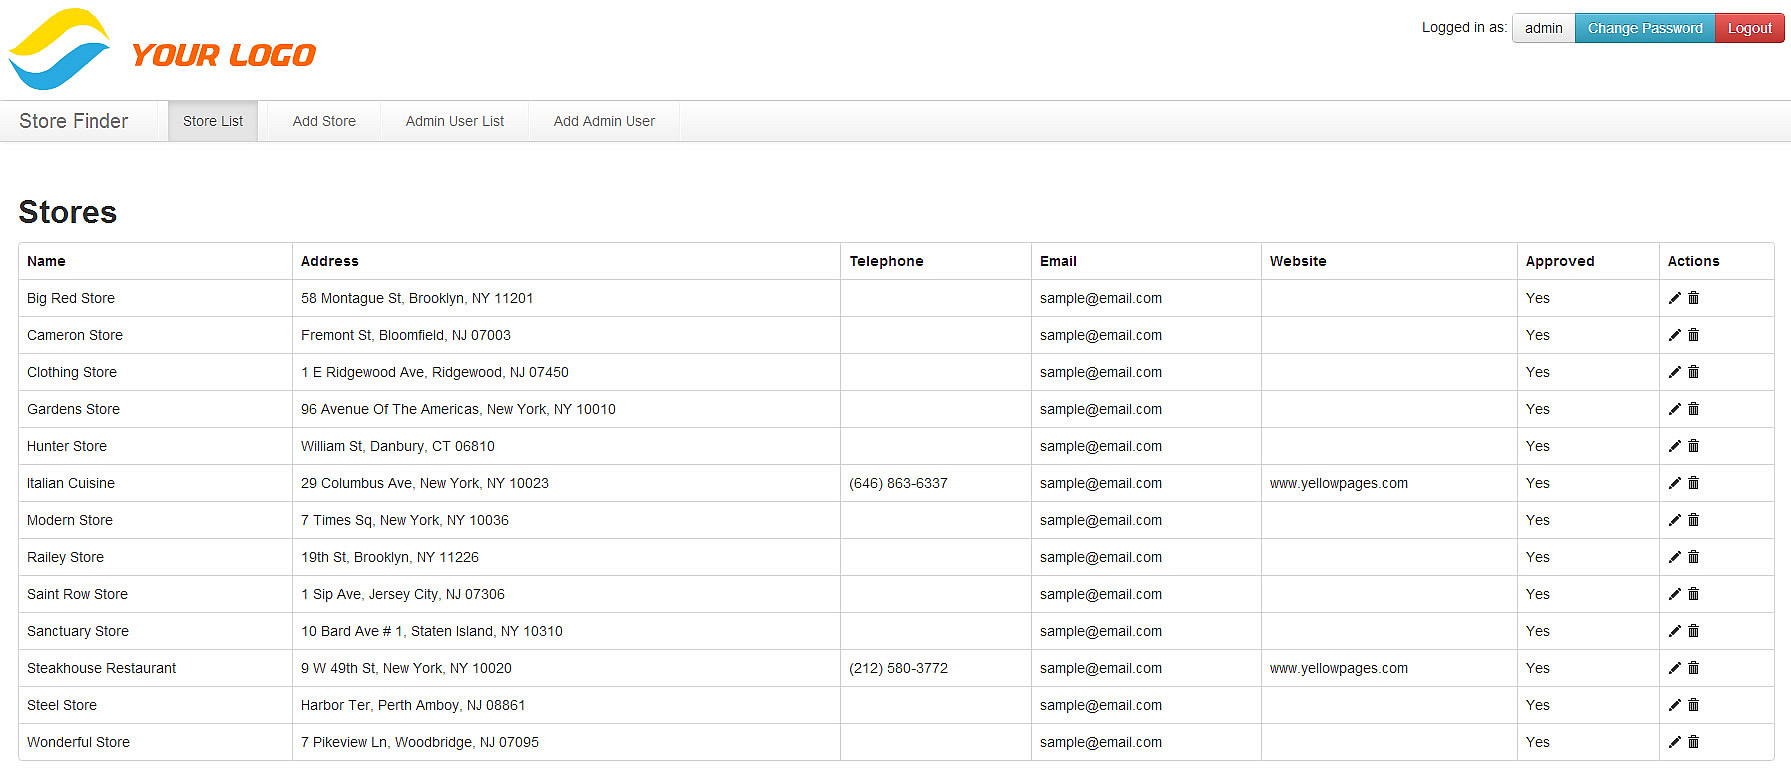 YOUR LOGO
Logged in as: admin Change Password Logout
Store Finder Store List Add Store Admin User List Add Admin User
Stores
Name Address Telephone Email Website Approved Actions
Big Red Store 58 Montague St, Brooklyn, NY 11201 sample@email.com Yes
Cameron Store Fremont St, Bloomfield, NJ 07003 sample@email.com Yes
Clothing Store 1 E Ridgewood Ave, Ridgewood, NJ 07450 sample@email.com Yes
Gardens Store 96 Avenue Of The Americas, New York, NY 10010 sample@email.com Yes
Hunter Store William St, Danbury, CT 06810 sample@email.com Yes
Italian Cuisine 29 Columbus Ave, New York, NY 10023 (646) 863-6337 sample@email.com www.yellowpages.com Yes
Modern Store 7 Times Sq, New York, NY 10036 sample@email.com Yes
Railey Store 19th St, Brooklyn, NY 11226 sample@email.com Yes
Saint Row Store 1 Sip Ave, Jersey City, NJ 07306 sample@email.com Yes
Sanctuary Store 10 Bard Ave # 1, Staten Island, NY 10310 sample@email.com Yes
Steakhouse Restaurant 9 W 49th St, New York, NY 10020 (212) 580-3772 sample@email.com www.yellowpages.com Yes
Steel Store Harbor Ter, Perth Amboy, NJ 08861 sample@email.com Yes
Wonderful Store 7 Pikeview Ln, Woodbridge, NJ 07095 sample@email.com Yes